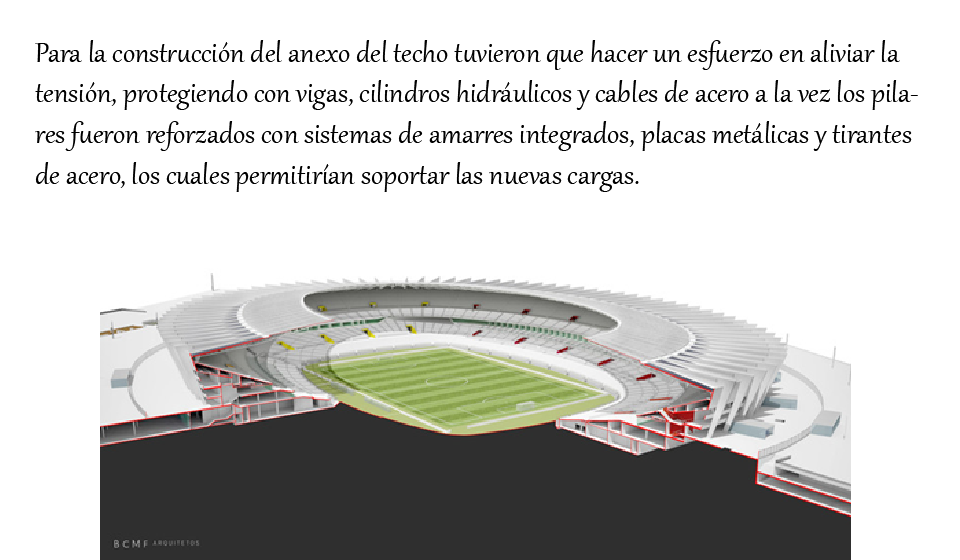 Para la construcción del anexo del techo tuvieron que hacer un esfuerzo en aliviar la
tensión, protegiendo con vigas, cilindros hidráulicos y cables de acero a la vez los pila-
res fueron reforzados con sistemas de amarres integrados, placas metálicas y tirantes
de acero, los cuales permitirían soportar las nuevas cargas.
BCMF ARQUITETOS